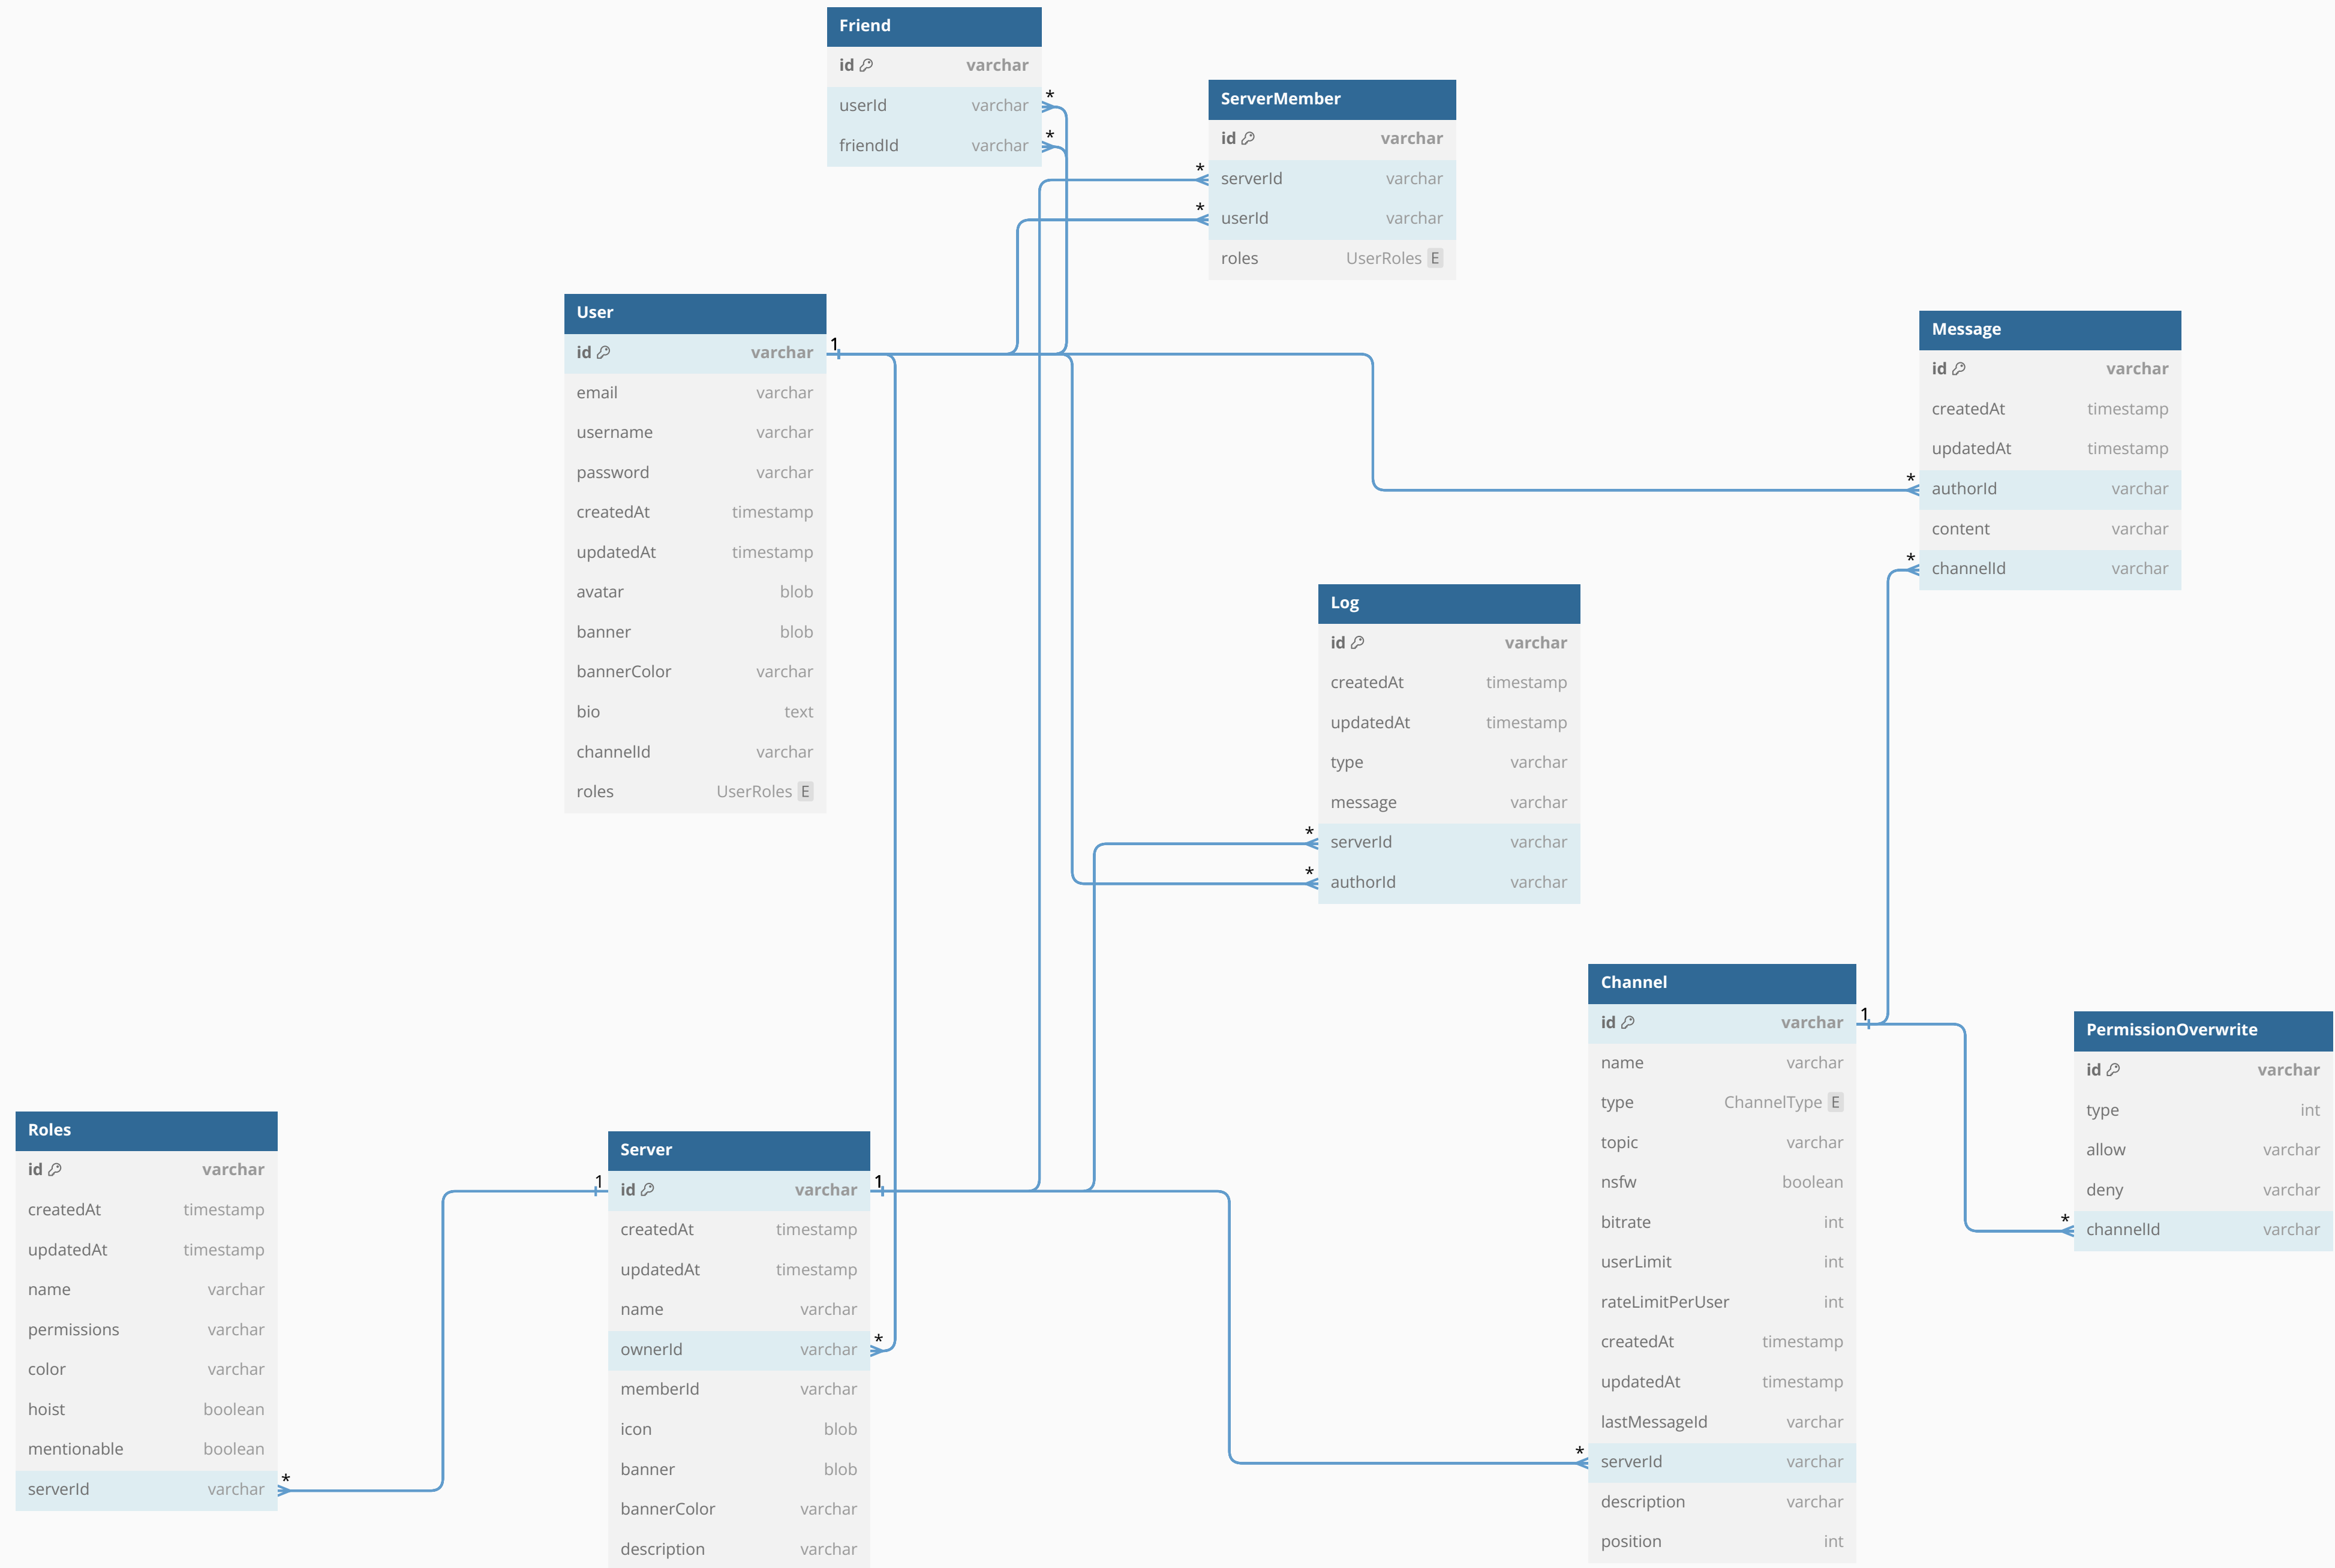 Friend
id varchar
userId varchar
friendId varchar
*
*
ServerMember
id varchar
serverId varchar
userId varchar
roles UserRoles E
*
*
User
id varchar
email varchar
username varchar
password varchar
createdAt timestamp
updatedAt timestamp
avatar blob
banner blob
bannerColor varchar
bio text
channelId varchar
roles UserRoles E
1
Message
id varchar
createdAt timestamp
updatedAt timestamp
authorId varchar
content varchar
channelId varchar
*
*
Log
id varchar
createdAt timestamp
updatedAt timestamp
type varchar
message varchar
serverId varchar
authorId varchar
*
*
Channel
id varchar
name varchar
type ChannelType E
topic varchar
nsfw boolean
bitrate int
userLimit int
rateLimitPerUser int
createdAt timestamp
updatedAt timestamp
lastMessageId varchar
serverId varchar
description varchar
position int
1
*
PermissionOverwrite
id varchar
type int
allow varchar
deny varchar
channelId varchar
*
Roles
id varchar
createdAt timestamp
updatedAt timestamp
name varchar
permissions varchar
color varchar
hoist boolean
mentionable boolean
serverId varchar
*
Server
id varchar
createdAt timestamp
updatedAt timestamp
name varchar
ownerId varchar
memberId varchar
icon blob
banner blob
bannerColor varchar
description varchar
1
1
*